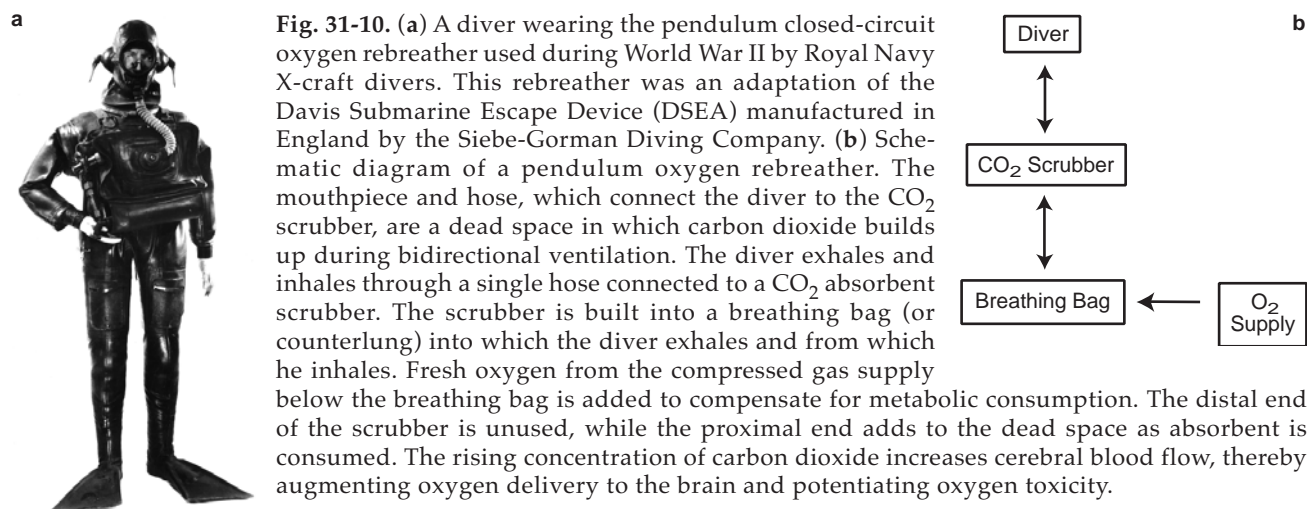 a
Fig. 31-10. (a) A diver wearing the pendulum closed-circuit
oxygen rebreather used during World War II by Royal Navy
X-craft divers. This rebreather was an adaptation of the
Davis Submarine Escape Device (DSEA) manufactured in
England by the Siebe-Gorman Diving Company. (b) Sche-
matic diagram of a pendulum oxygen rebreather. The
mouthpiece and hose, which connect the diver to the CO2
scrubber, are a dead space in which carbon dioxide builds
up during bidirectional ventilation. The diver exhales and
inhales through a single hose connected to a CO2 absorbent
scrubber. The scrubber is built into a breathing bag (or
counterlung) into which the diver exhales and from which
he inhales. Fresh oxygen from the compressed gas supply
below the breathing bag is added to compensate for metabolic consumption. The distal end
of the scrubber is unused, while the proximal end adds to the dead space as absorbent is
consumed. The rising concentration of carbon dioxide increases cerebral blood flow, thereby
augmenting oxygen delivery to the brain and potentiating oxygen toxicity.
b
Diver
CO2 Scrubber
Breathing Bag
O2
Supply